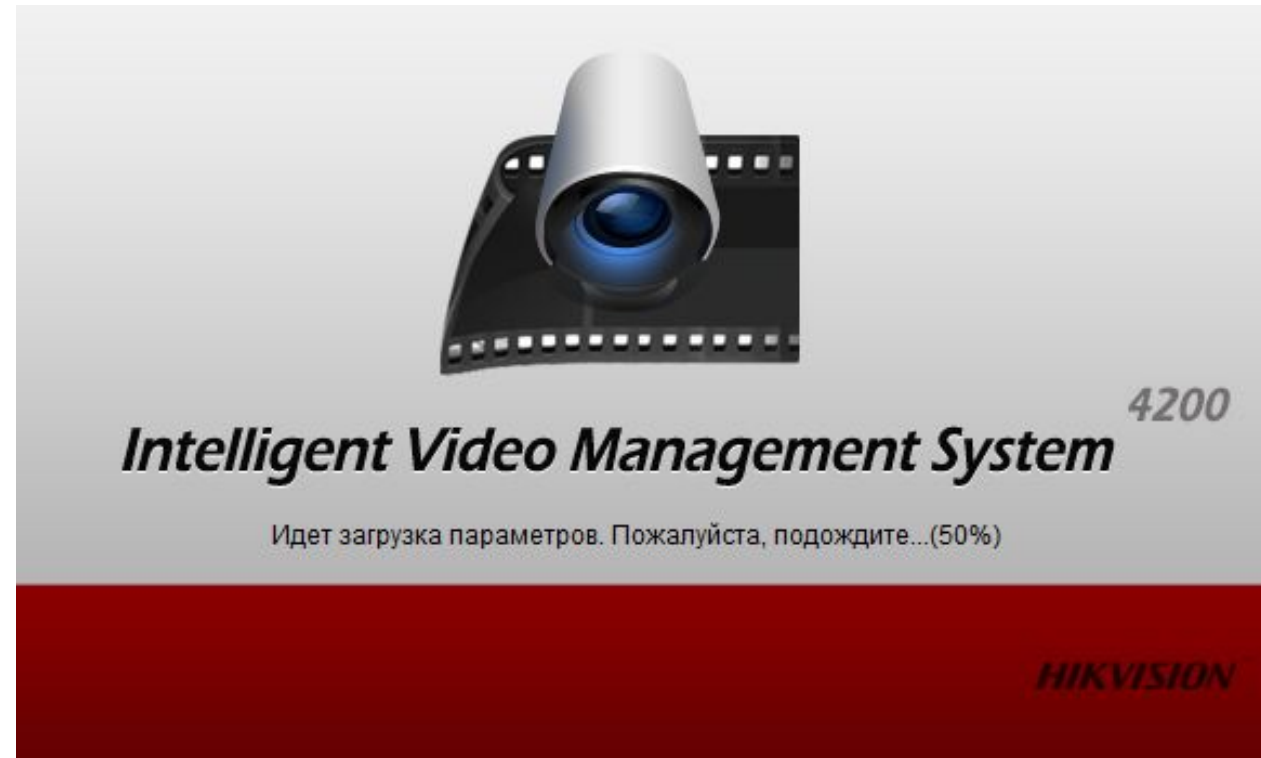 4200
Intelligent Video Management System
Идет загрузка параметров. Пожалуйста, подождите...(50%)
HIKVISION